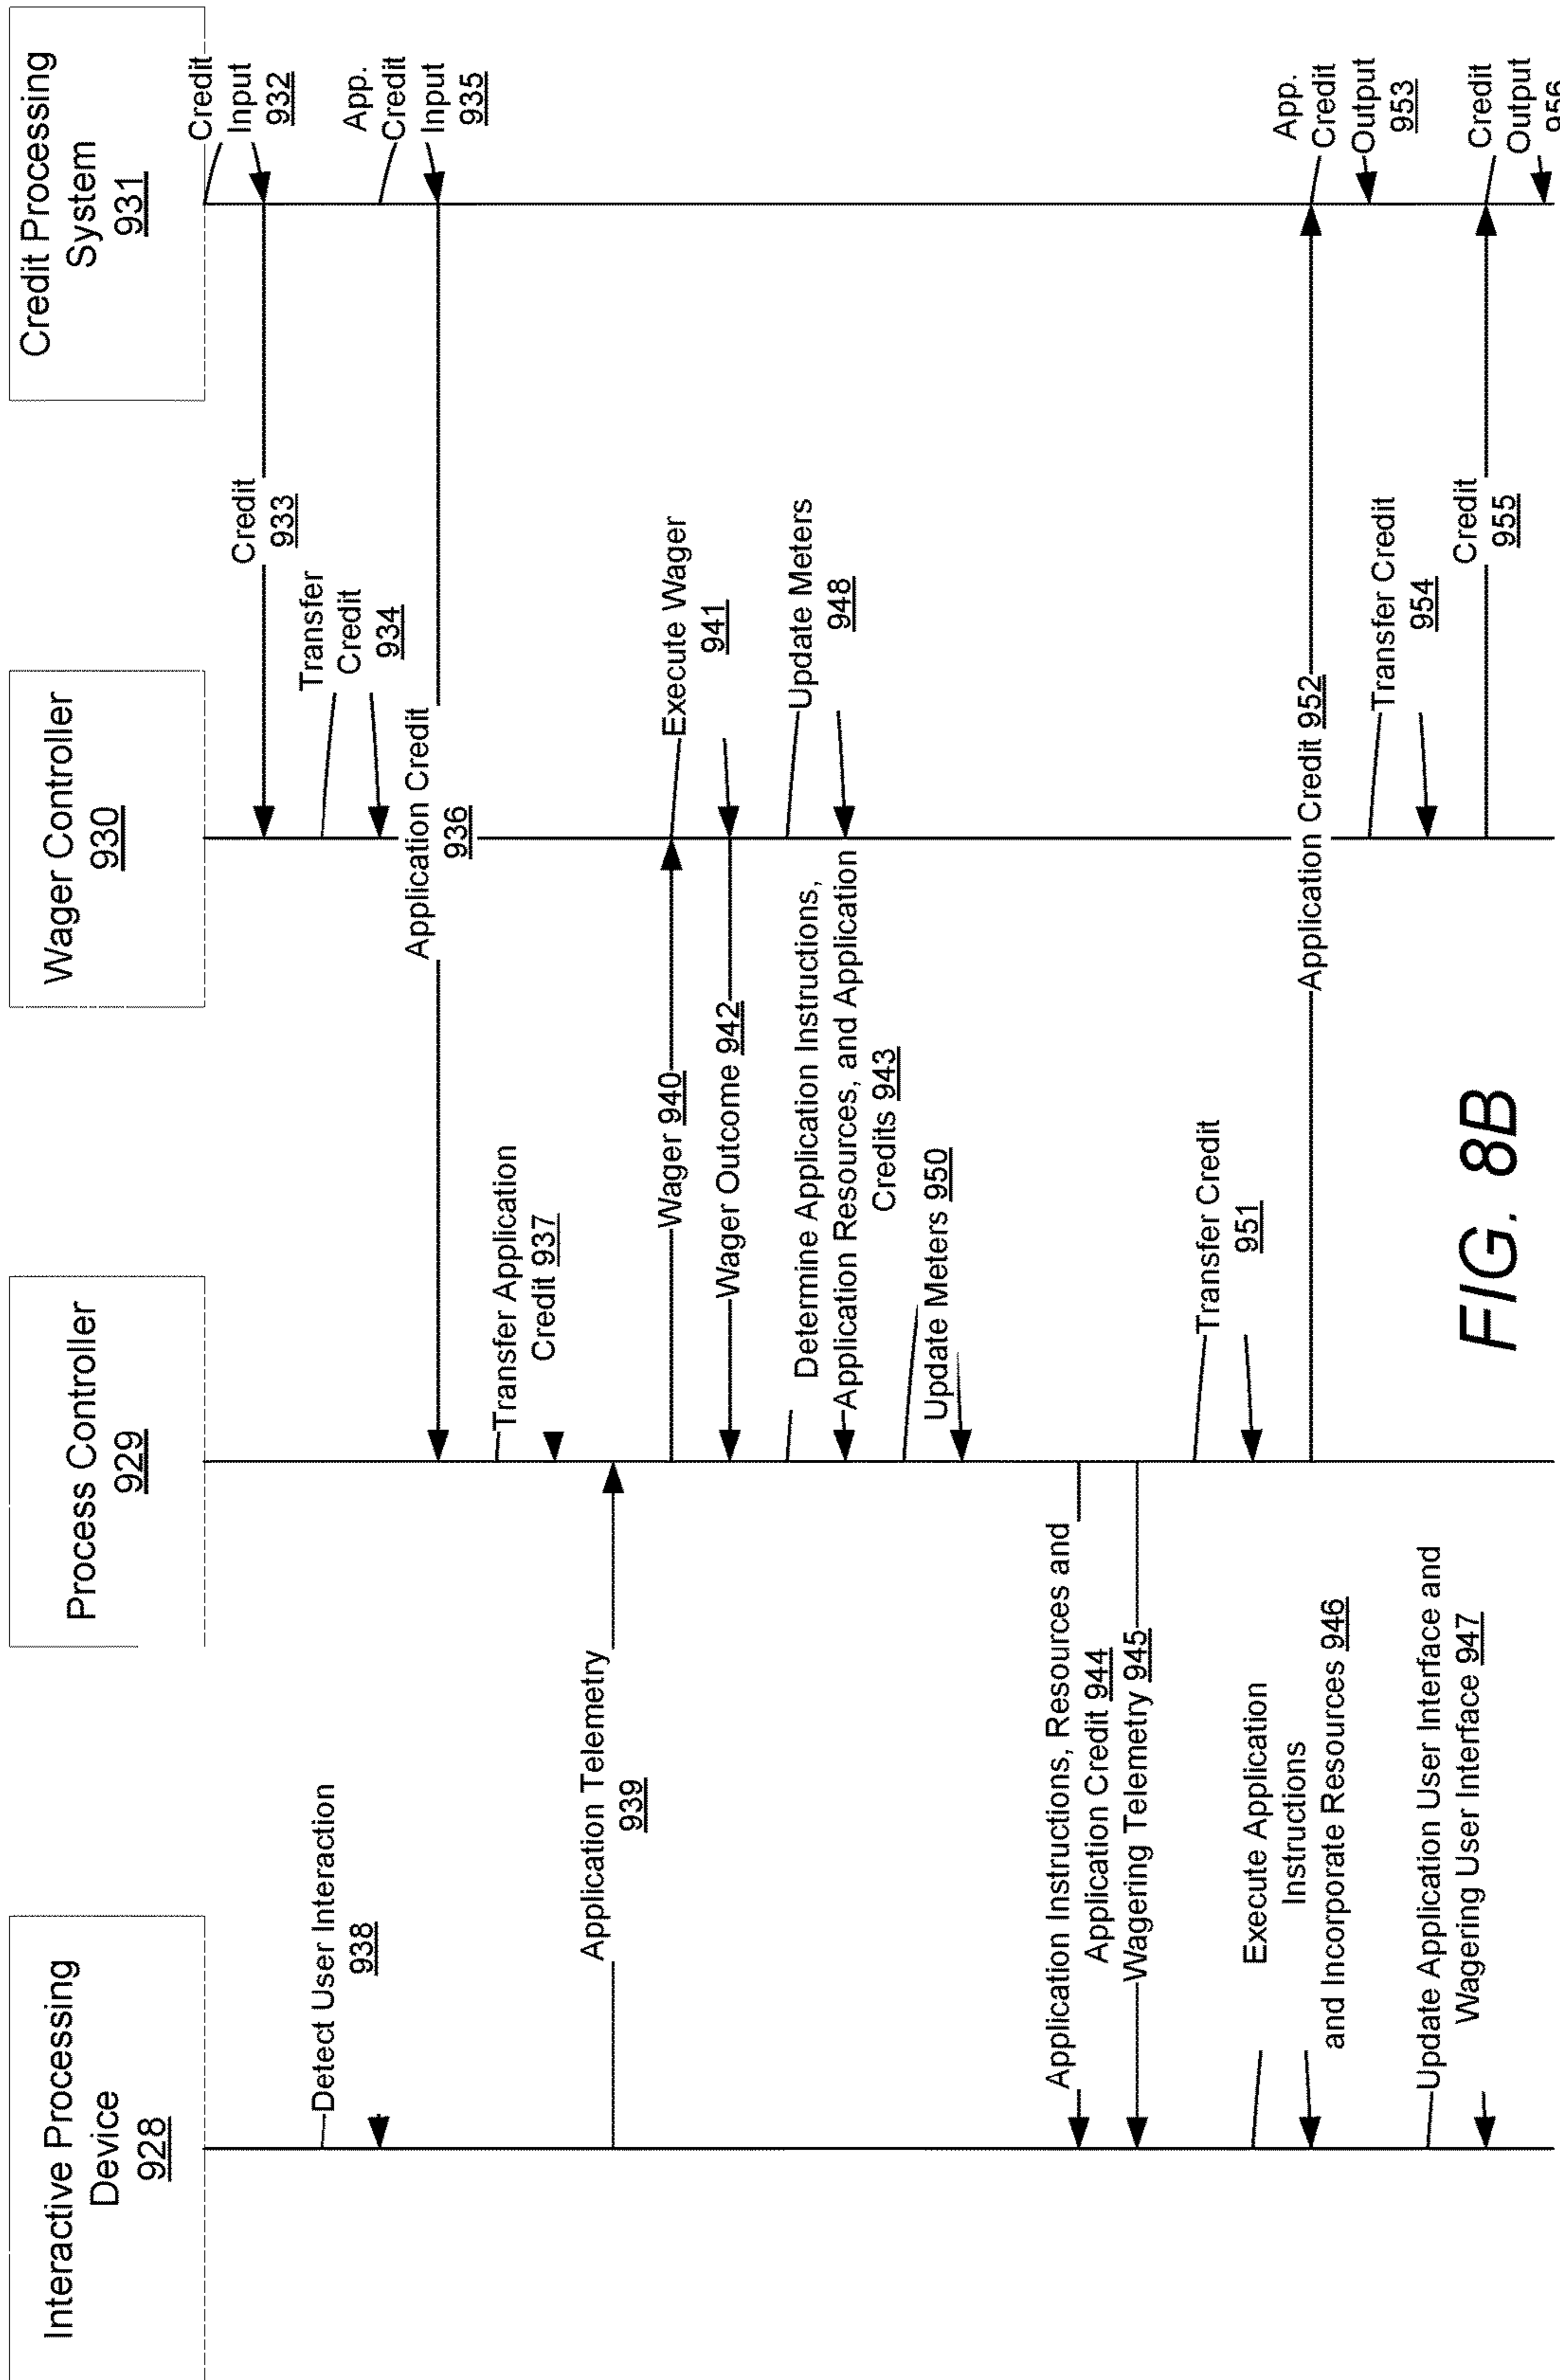 Interactive Processing
Device
928
Process Controller
929
Wager Controller
930
Credit Processing
System
931
Credit
Input
932
Credit
933
Transfer
Credit
934
Detect User Interaction
938
App.
Credit
Input
935
Application Credit
936
Transfer Application
Credit 937
Application Telemetry
939
Wager 940
Execute Wager
941
Wager Outcome 942
Determine Application Instructions,
Application Resources, and Application
Credits 943
Update Meters
948
Update Meters 950
Application Instructions, Resources and
Application Credit 944
Wagering Telemetry 945
Transfer Credit
951
Execute Application
Instructions
and Incorporate Resources 946
Application Credit 952
App.
Credit
Output
953
Transfer Credit
954
Update Application User Interface and
Wagering User Interface 947
Credit
955
Credit
Output
956
FIG. 8B